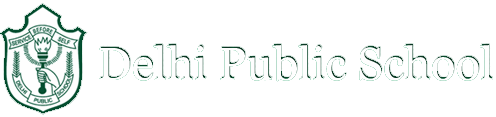 SERVICE BEFORE SELF
DELHI PUBLIC SCHOOL
Delhi Public School